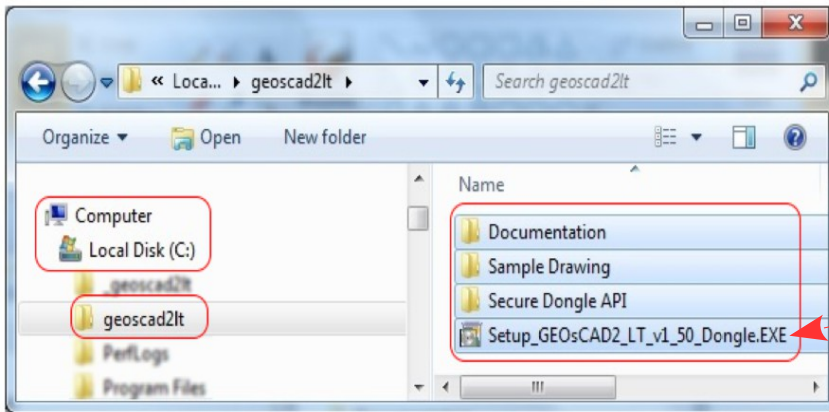 « Loca... geoscad2lt
Search geoscad2lt
Organize Open New folder
Name
Computer
Local Disk (C:)
_geoscad2lt
geoscad2lt
PerfLogs
Program Files
Documentation
Sample Drawing
Secure Dongle API
Setup_GEOsCAD2_LT_v1_50_Dongle.EXE